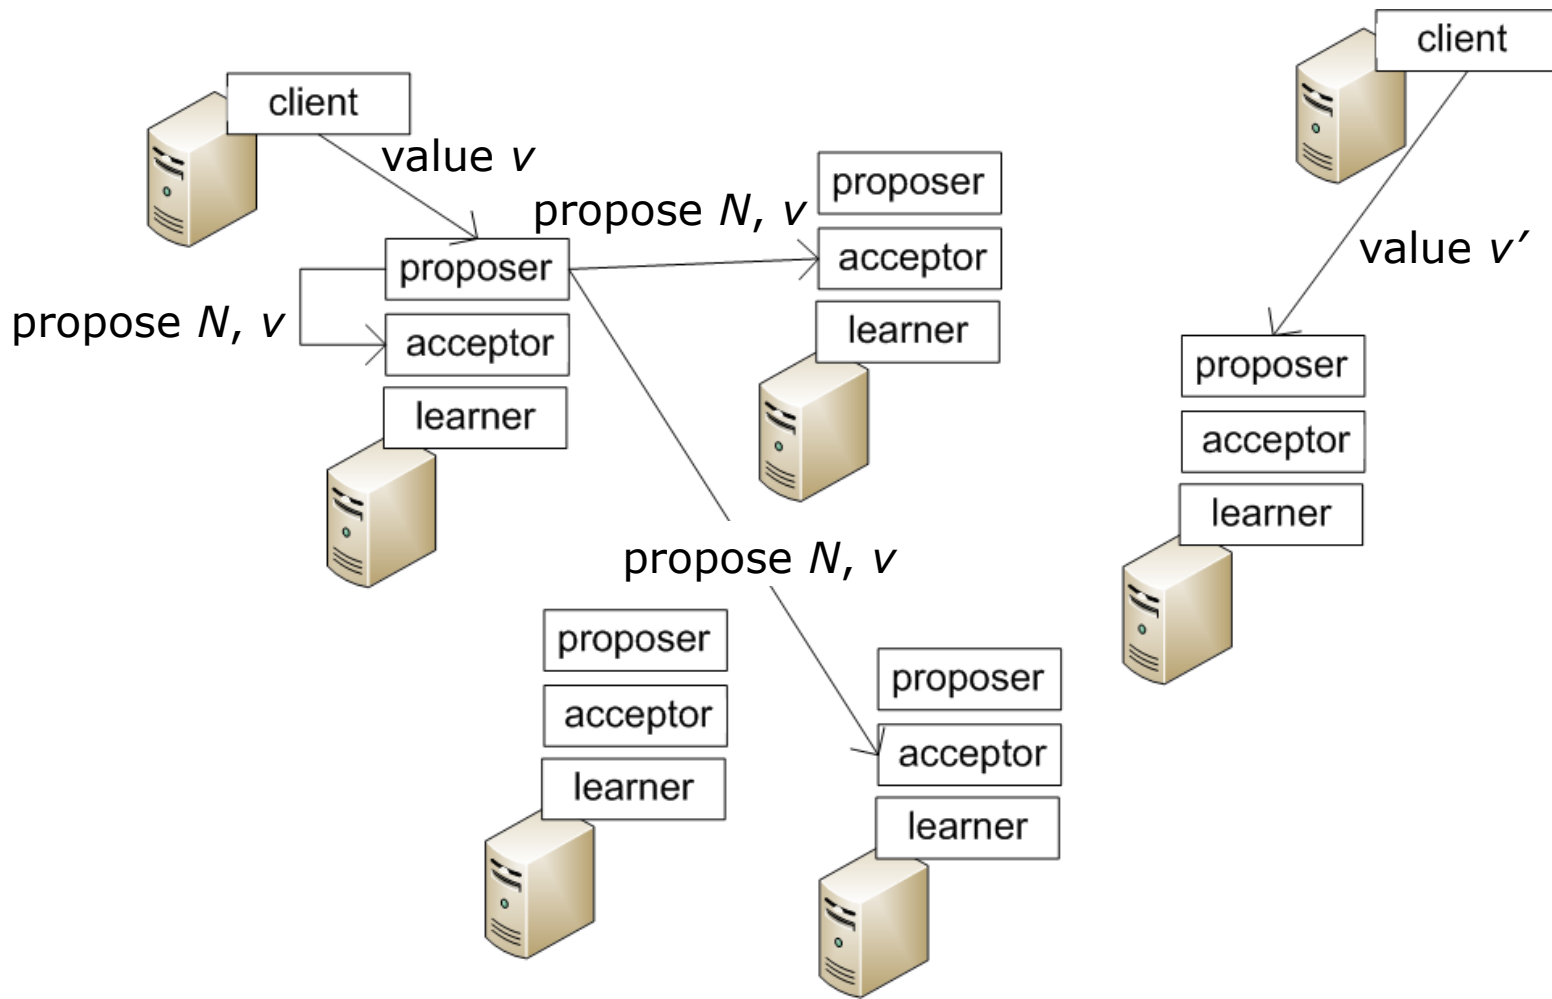 client
client
value v
proposer
propose N, v
proposer
acceptor
value v′
propose N, v
acceptor
learner
proposer
learner
acceptor
learner
propose N, v
proposer
proposer
acceptor
acceptor
learner
learner